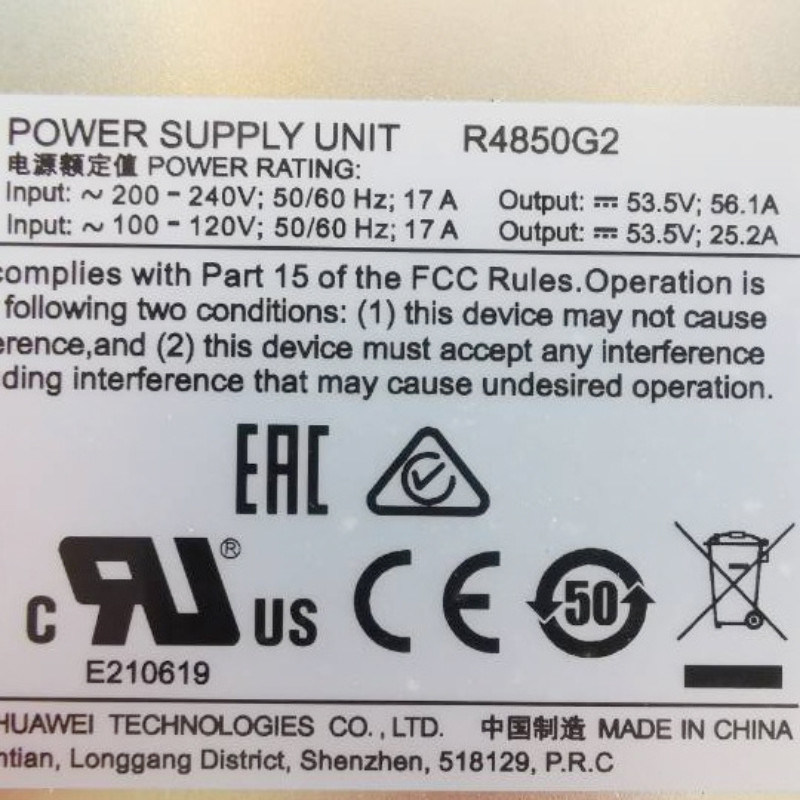 POWER SUPPLY UNIT R4850G2
电源额定值 POWER RATING:
Input: ~ 200 - 240V; 50/60 Hz; 17 A Output: ⎓ 53.5V; 56.1A
Input: ~ 100 - 120V; 50/60 Hz; 17 A Output: ⎓ 53.5V; 25.2A
complies with Part 15 of the FCC Rules.Operation is
following two conditions: (1) this device may not cause
erence,and (2) this device must accept any interference
ding interference that may cause undesired operation.
EAC
C RU ® US CE 50
E210619
HUAWEI TECHNOLOGIES CO.,LTD. 中国制造 MADE IN CHINA
ntian, Longgang District, Shenzhen, 518129, P.R.C